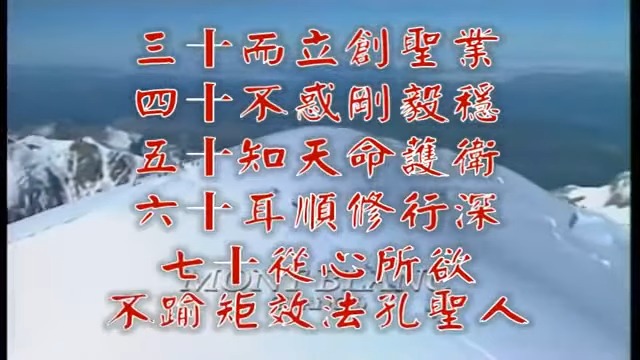 三十而立創聖業
四十不惑剛毅穩
五十知天命護衛
六十耳順修行深
七十從心所欲
MONT BLANC
不踰矩效法孔聖人